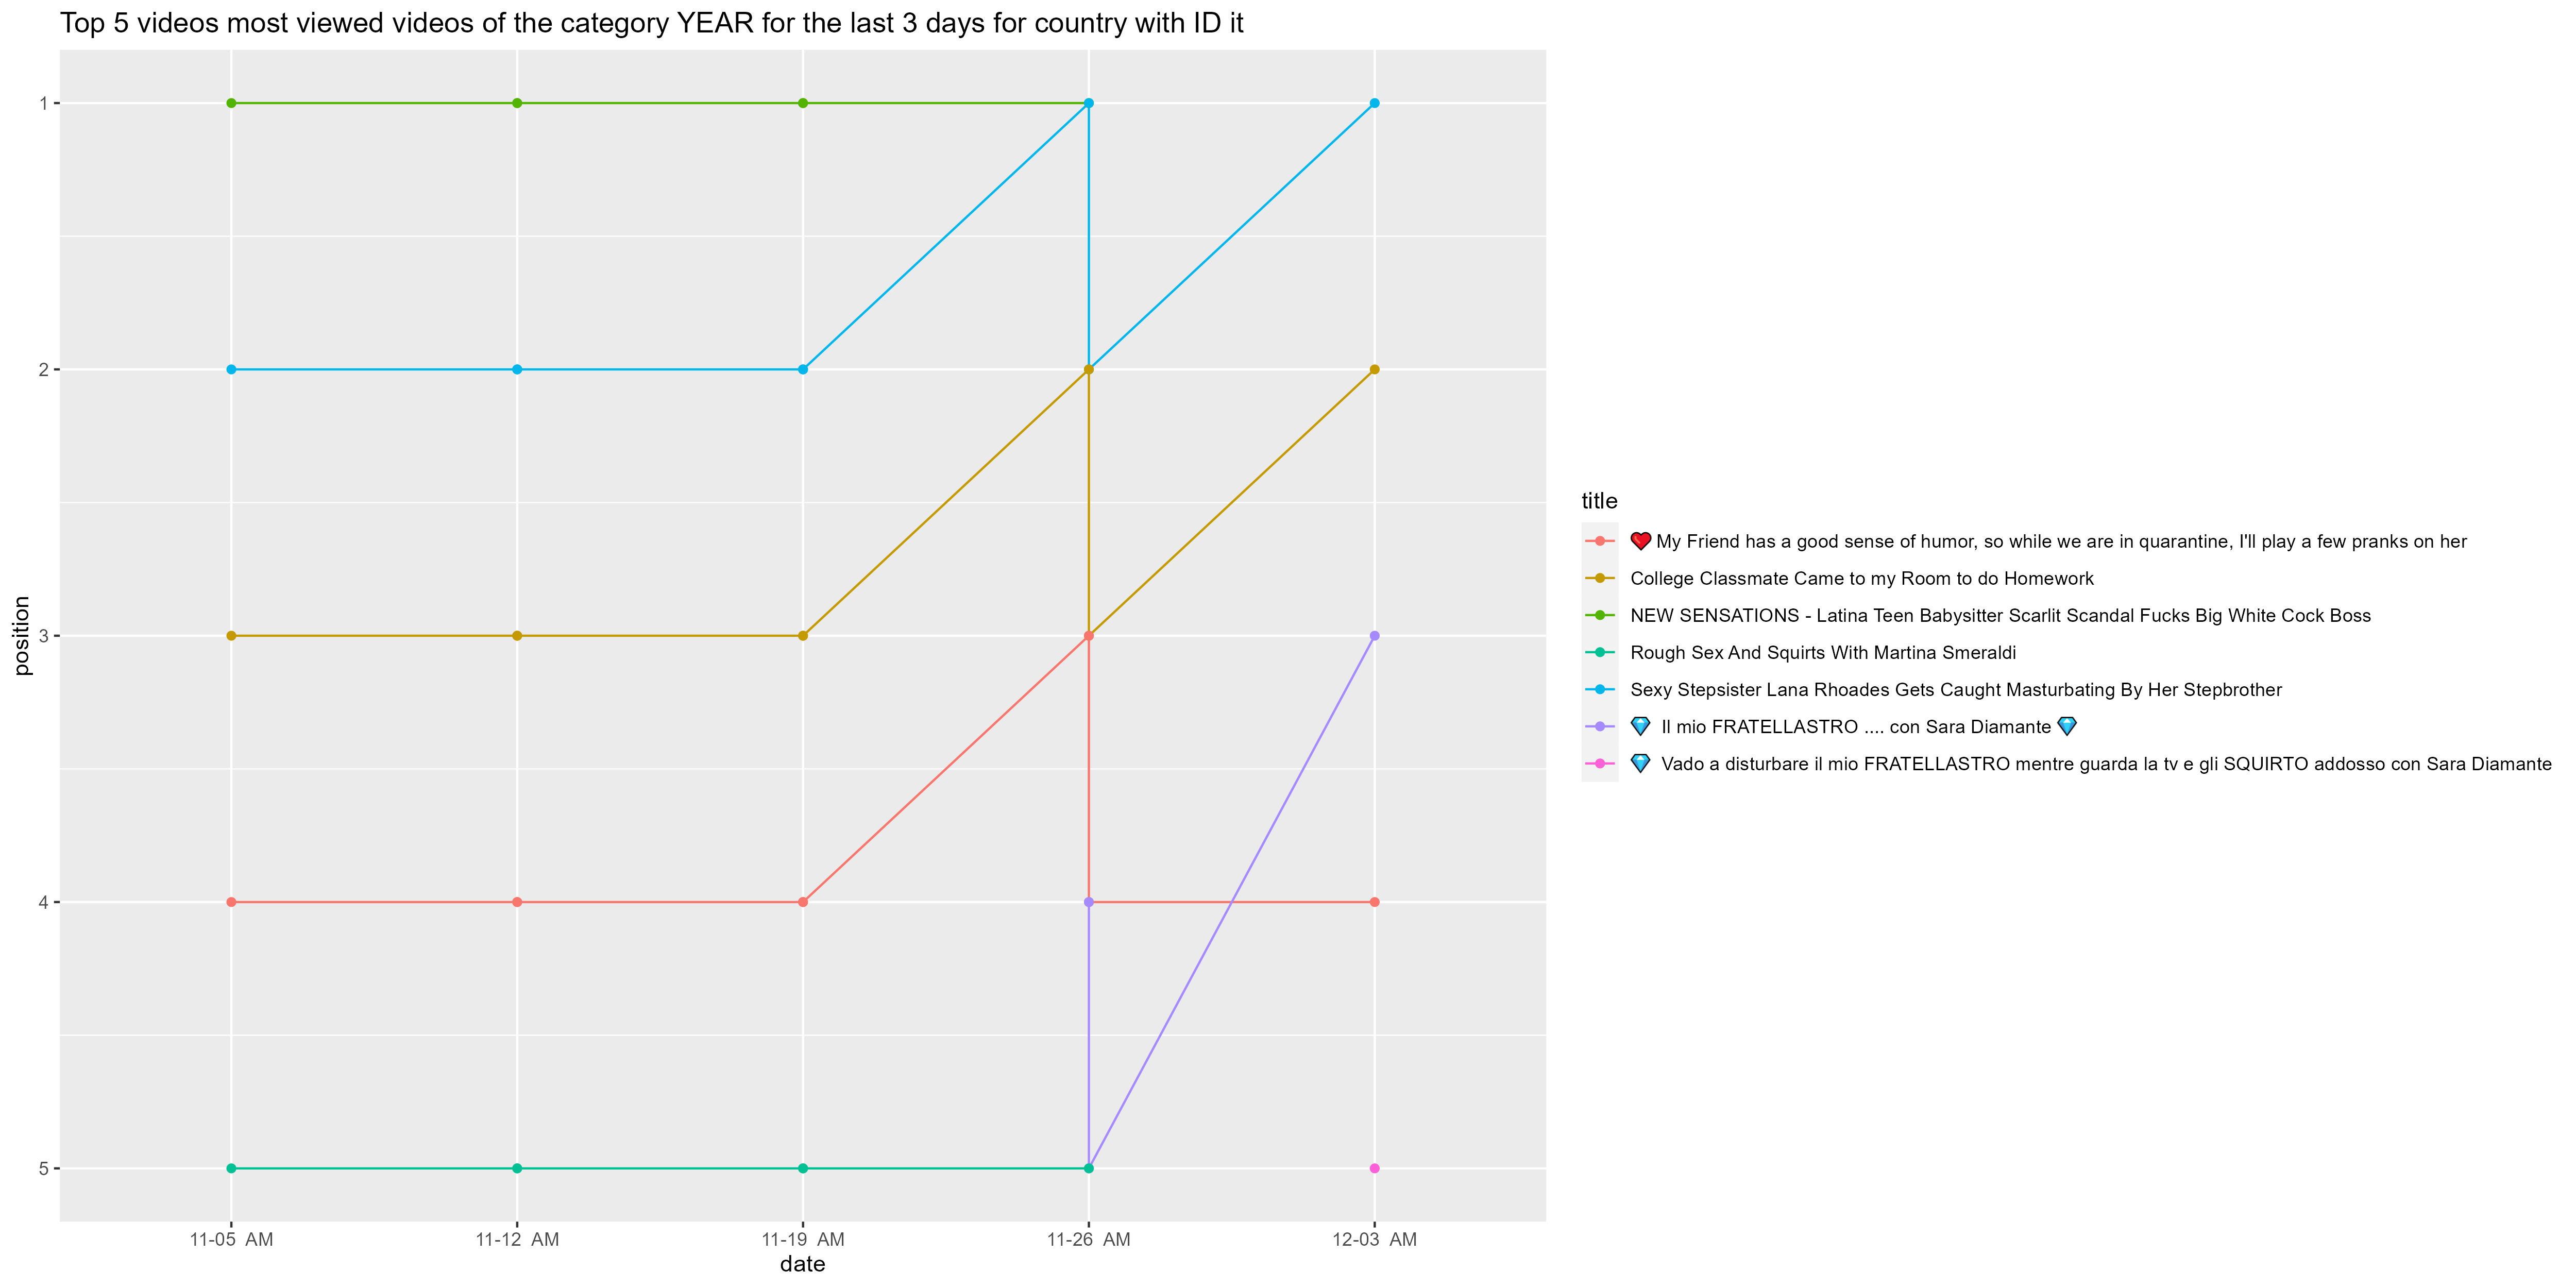 Top 5 videos most viewed videos of the category YEAR for the last 3 days for country with ID it
position
1
2
3
4
5
11-05 AM
11-12 AM
11-19 AM
11-26 AM
12-03 AM
date
title
❤️ My Friend has a good sense of humor, so while we are in quarantine, I'll play a few pranks on her
College Classmate Came to my Room to do Homework
NEW SENSATIONS - Latina Teen Babysitter Scarlit Scandal Fucks Big White Cock Boss
Rough Sex And Squirts With Martina Smeraldi
Sexy Stepsister Lana Rhoades Gets Caught Masturbating By Her Stepbrother
💎 Il mio FRATELLASTRO .... con Sara Diamante 💎
💎 Vado a disturbare il mio FRATELLASTRO mentre guarda la tv e gli SQUIRTO addosso con Sara Diamante